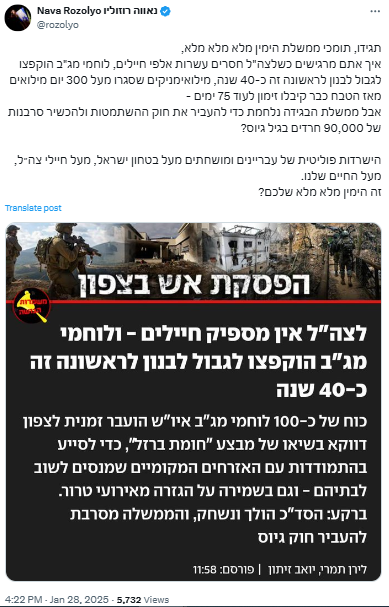 Nava Rozolyo נאווה רוזוליו
@rozolyo
תגידו, תומכי ממשלת הימין מלא מלא מלא,
איך אתם מרגישים כשלצה"ל חסרים עשרות אלפי חיילים, לוחמי מג"ב הוקפצו
לגבול לבנון לראשונה זה כ-40 שנה, מילואימניקים שסגרו מעל 300 יום מילואים
מאז הטבח כבר קיבלו זימון לעוד 75 ימים -
אבל ממשלת הבגידה נלחמת כדי להעביר את חוק ההשתמטות ולהכשיר סרבנות
של 90,000 חרדים בגיל גיוס?
הישרדות פוליטית של עבריינים ומושחתים מעל בטחון ישראל, מעל חיילי צה״ל,
מעל החיים שלנו.
זה הימין מלא מלא שלכם?
Translate post
הפסקת אש בצפון
לצה"ל אין מספיק חיילים - ולוחמי
מג"ב הוקפצו לגבול לבנון לראשונה זה
כ-40 שנה
כוח של כ-100 לוחמי מג"ב איו"ש הועבר זמנית לצפון
דווקא בשיאו של מבצע "חומת ברזל", כדי לסייע
בהתמודדות עם האזרחים המקומיים שמנסים לשוב
לבתיהם - וגם בשמירה על הגזרה מאירועי טרור.
ברקע: הסד"כ הולך ונשחק, והממשלה מסרבת
להעביר חוק גיוס
לירן תמרי, יואב זיתון | פורסם: 11:58
4:22 PM · Jan 28, 2025 · 5,732 Views